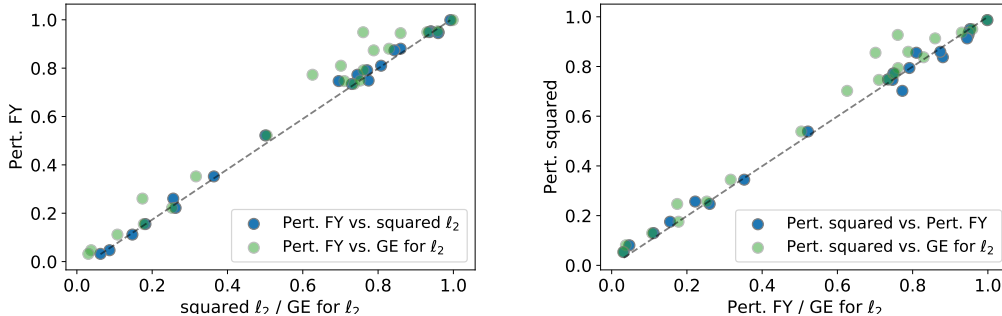 1.0
0.8
0.6
0.4
0.2
0.0
Pert. FY
Pert. FY vs. squared ℓ₂
Pert. FY vs. GE for ℓ₂
0.0 0.2 0.4 0.6 0.8 1.0
squared ℓ₂ / GE for ℓ₂
1.0
0.8
0.6
0.4
0.2
0.0
Pert. squared
Pert. squared vs. Pert. FY
Pert. squared vs. GE for ℓ₂
0.0 0.2 0.4 0.6 0.8 1.0
Pert. FY / GE for ℓ₂